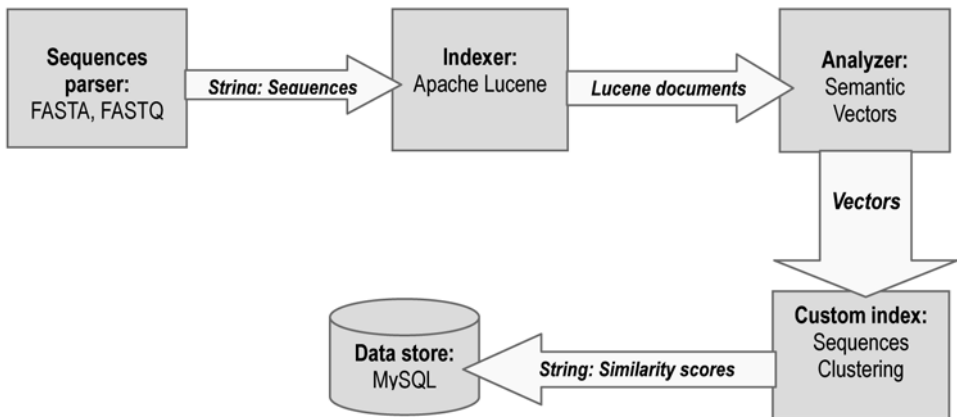 Sequences
parser:
FASTA, FASTQ
String: Sequences
Indexer:
Apache Lucene
Lucene documents
Analyzer:
Semantic
Vectors
Vectors
Custom index:
Sequences
Clustering
String: Similarity scores
Data store:
MySQL